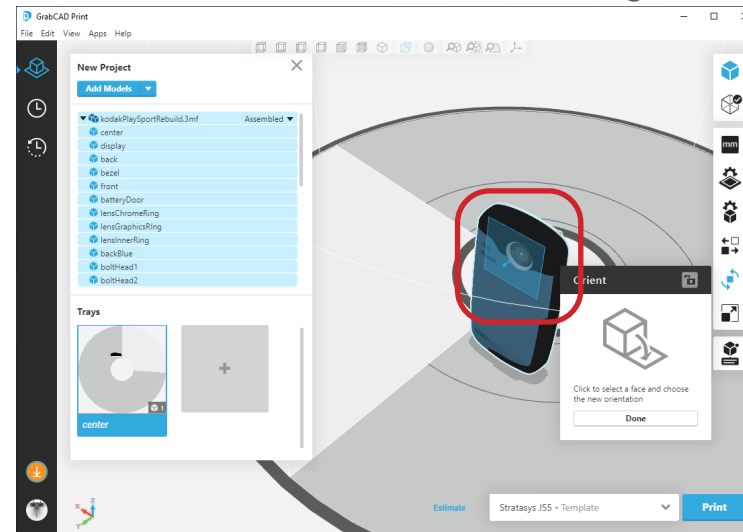 GrabCAD Print
File Edit View Apps Help
New Project
Add Models
kodakPlaySportRebuild.3mf Assembled
center
display
back
bezel
front
batteryDoor
lensChromeRing
lensGraphicsRIng
lensInnerRing
backBlue
boltHead1
boltHead2
mm
Orient
Click to select a face and choose
the new orientation
Done
Trays
1
center
Estimate
Stratasys J55 • Template
Print